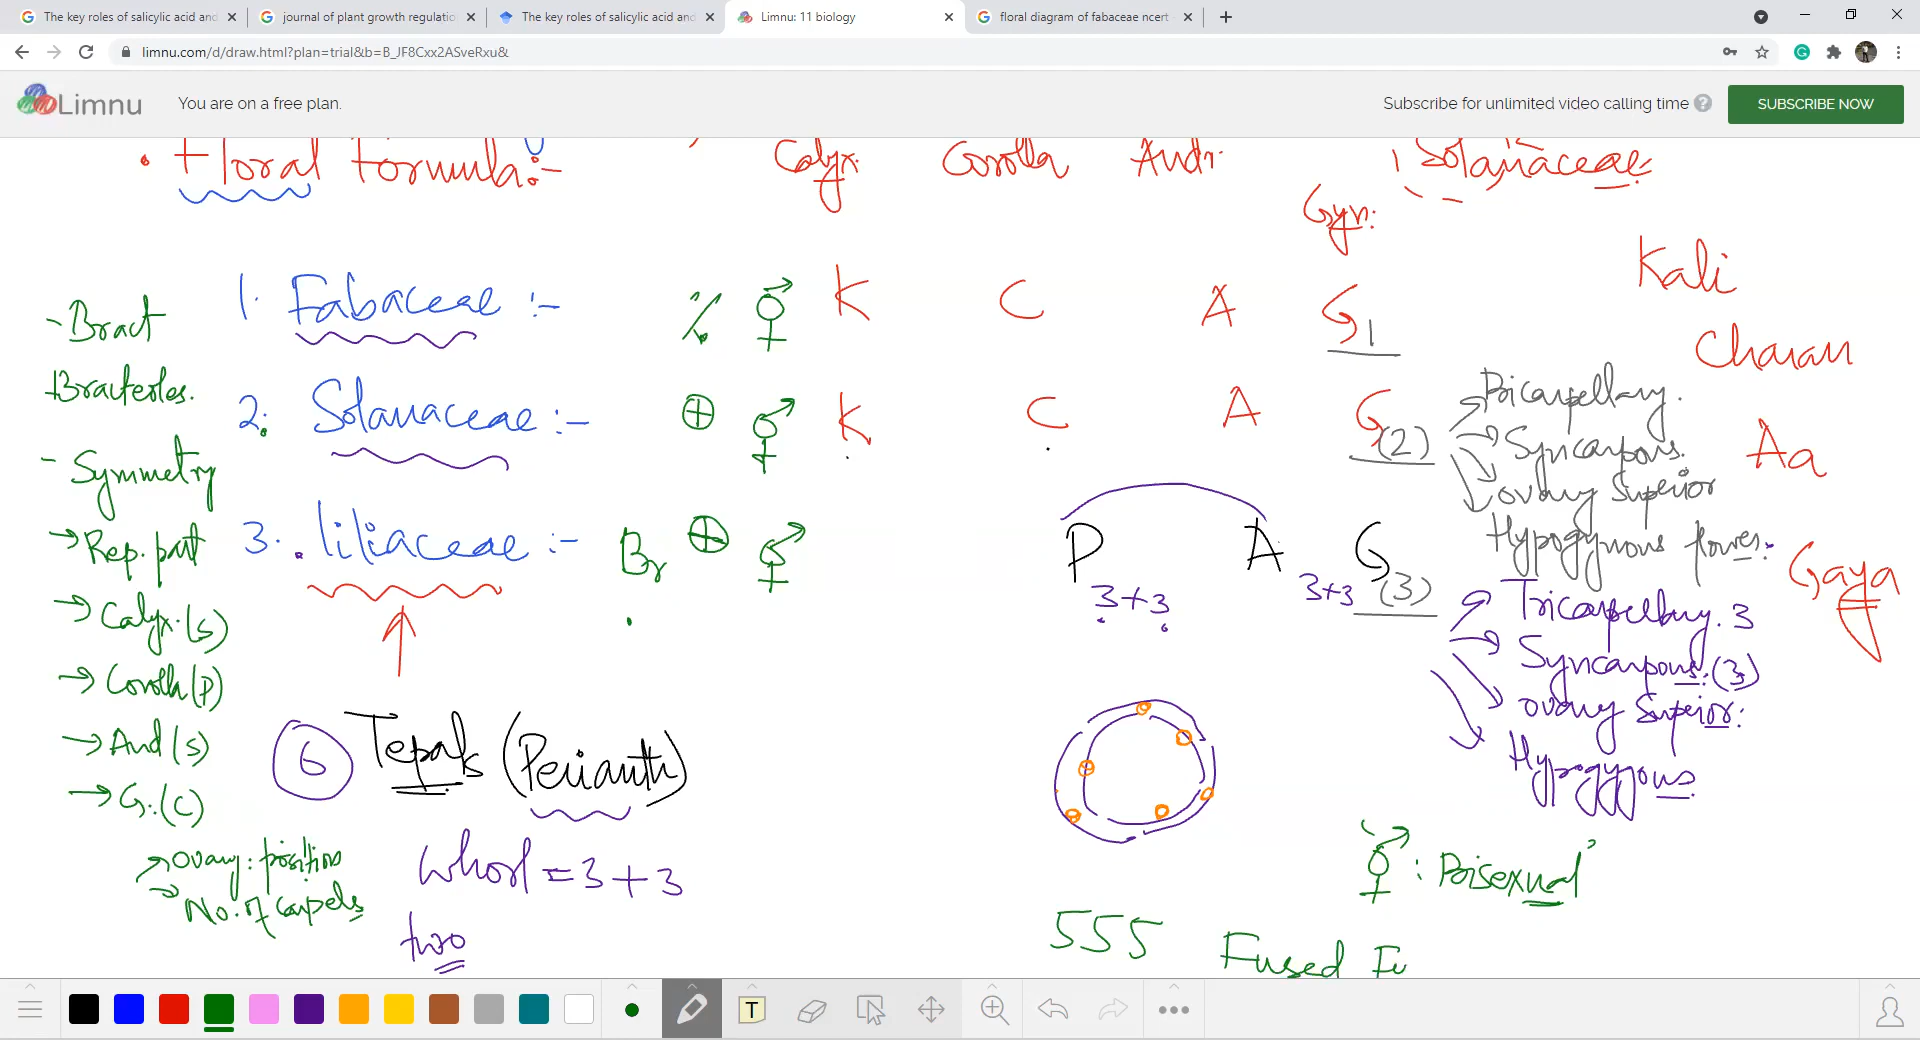 The key roles of salicylic acid and
journal of plant growth regulatio
The key roles of salicylic acid and
Limnu: 11 biology
floral diagram of fabaceae ncert
limnu.com/d/draw.html?plan=trial&b=B_JF8Cxx2ASveRxu&
Limnu
You are on a free plan.
Subscribe for unlimited video calling time ?
SUBSCRIBE NOW
• Floral Formula:-
Calyx. Corolla Andr. Gyn:
Solanaceae:
1. Fabaceae :- % ⚥ K C A G 1
2. Solanaceae :- ⊕ ⚥ K C A G (2)
3. liliaceae :- Br ⊕ ⚥ P 3+3 A 3+3 G (3)
- Bract
Bracteoles.
- Symmetry
→ Rep. part
→ Calyx.(S)
→ Corolla(P)
→ And(S)
→ G.(C)
→ Ovary: position
→ No. of carpels
6 Tepals (Perianth)
Whorl = 3 + 3
two
Bicarpellary.
Syncarpous.
Ovary Superior
Hypogynous flower.
Tricarpellary. 3
Syncarpous: (3)
Ovary Superior:
Hypogygous
Kali
Charan
Aa
Gaya
⚥ : Bisexual
555 Fused
T